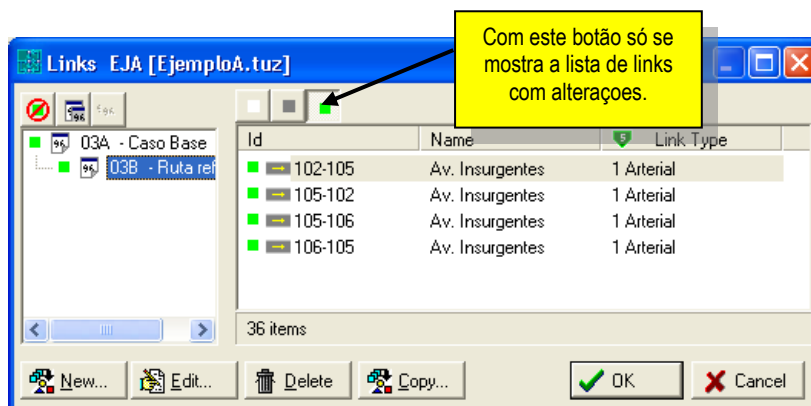 Com este botão só se
mostra a lista de links
com alteraçoes.
Links EJA [EjemploA.tuz]
03A - Caso Base
03B - Ruta ref
Id Name Link Type
102-105 Av. Insurgentes 1 Arterial
105-102 Av. Insurgentes 1 Arterial
105-106 Av. Insurgentes 1 Arterial
106-105 Av. Insurgentes 1 Arterial
36 items
New... Edit... Delete Copy... OK Cancel